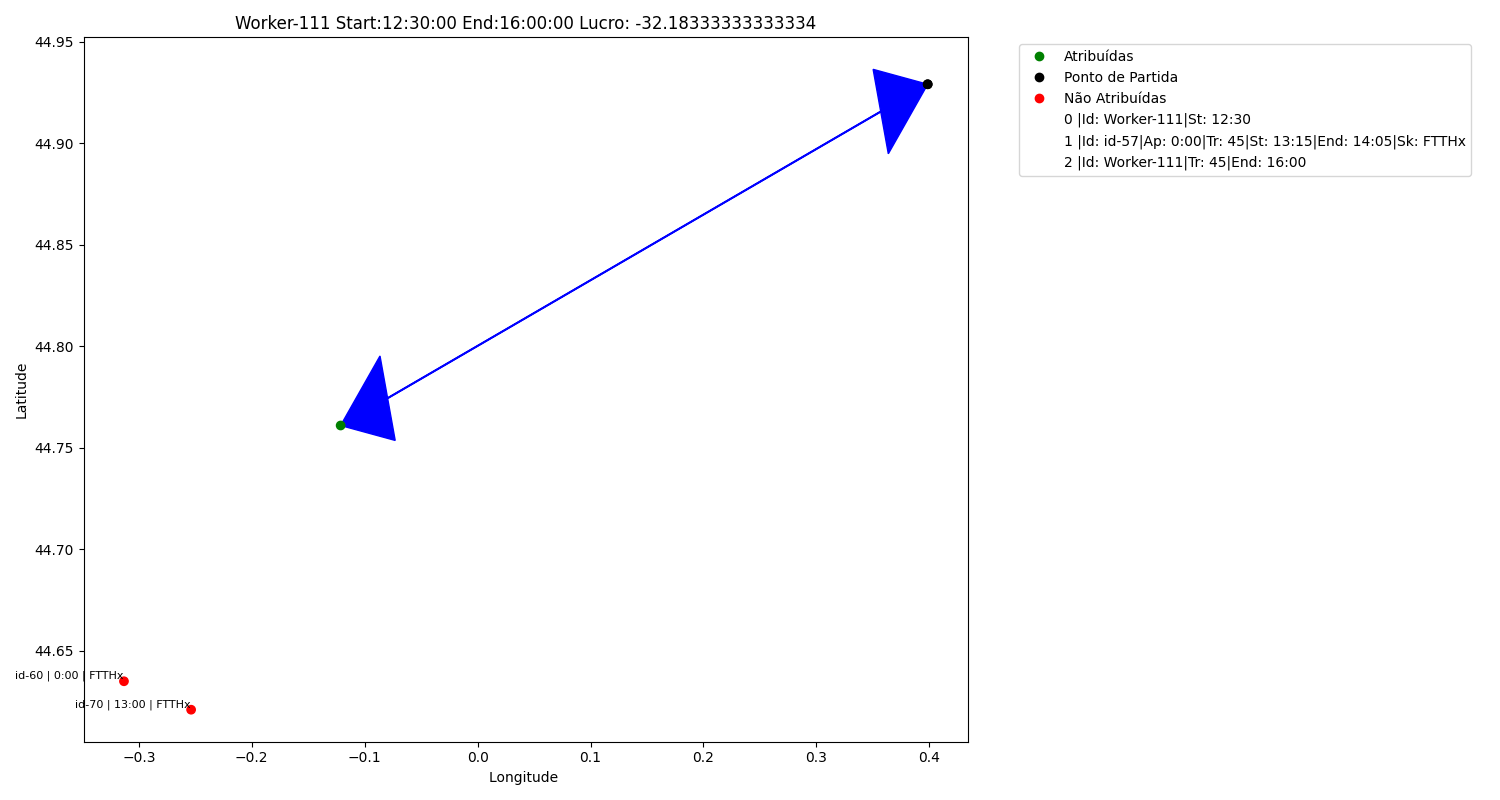 Worker-111 Start:12:30:00 End:16:00:00 Lucro: -32.18333333333334
44.95
44.90
44.85
44.80
44.75
44.70
44.65
Latitude
id-60 | 0:00 | FTTHx
id-70 | 13:00 | FTTHx
−0.3
−0.2
−0.1
0.0
0.1
0.2
0.3
0.4
Longitude
Atribuídas
Ponto de Partida
Não Atribuídas
0 |Id: Worker-111|St: 12:30
1 |Id: id-57|Ap: 0:00|Tr: 45|St: 13:15|End: 14:05|Sk: FTTHx
2 |Id: Worker-111|Tr: 45|End: 16:00